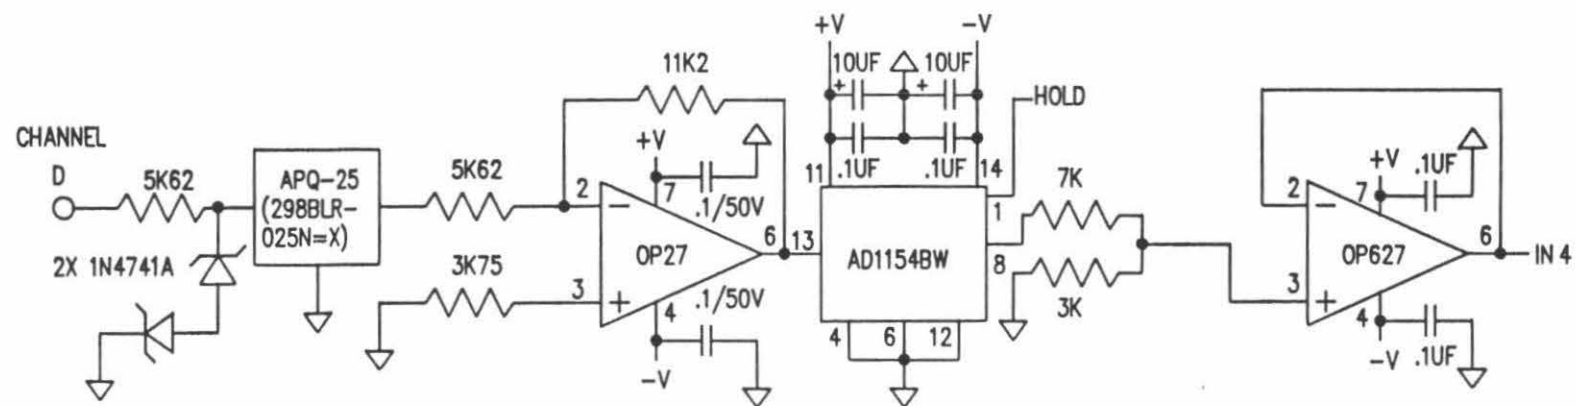 CHANNEL
D
5K62
2X 1N4741A
APQ-25
(298BLR-
025N=X)
5K62
3K75
11K2
+V
7
.1/50V
2
−
OP27
3
+
6
4
.1/50V
-V
+V
-V
10UF
10UF
+
+
.1UF
.1UF
11
14
HOLD
1
13
AD1154BW
8
4
6
12
7K
3K
+V
.1UF
7
2
−
OP627
6
IN 4
3
+
4
-V
.1UF